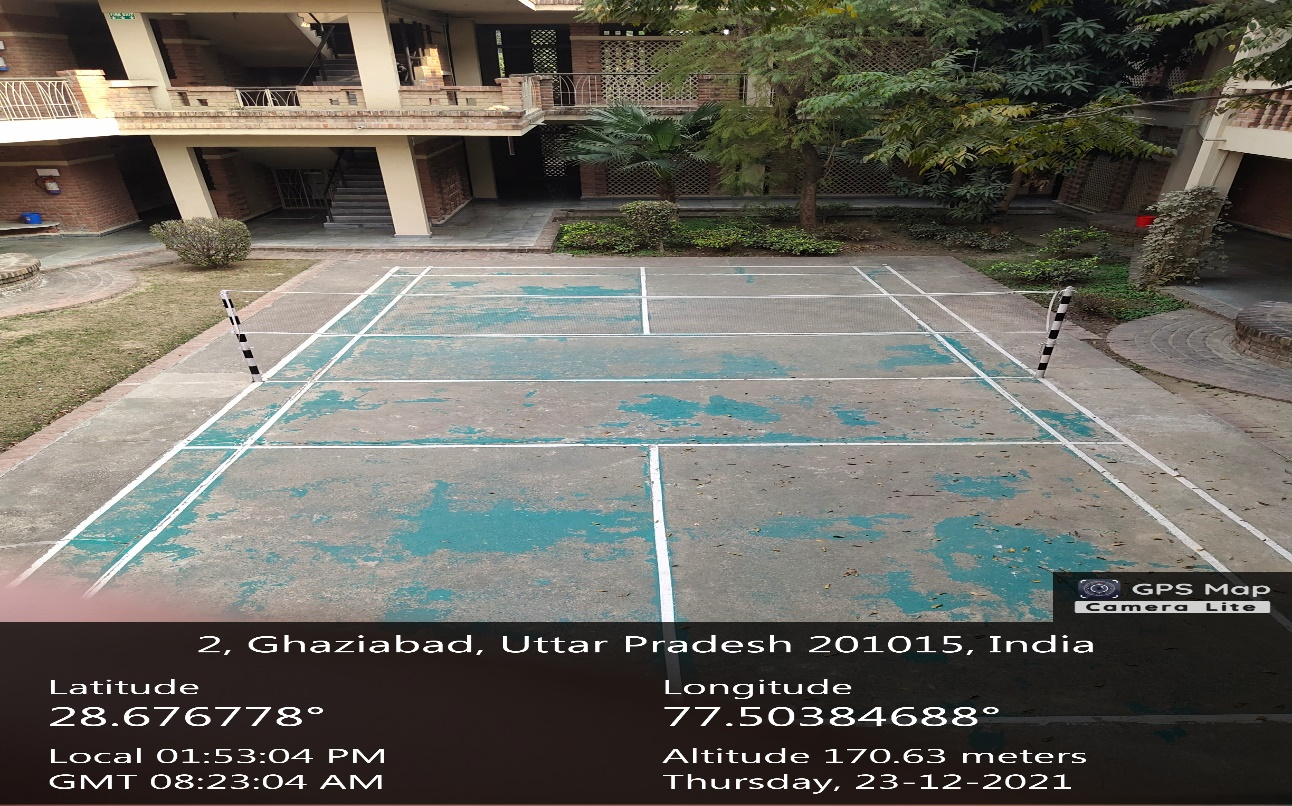 GPS Map
Camera Lite
2, Ghaziabad, Uttar Pradesh 201015, India
Latitude
28.676778°
Longitude
77.50384688°
Local 01:53:04 PM
GMT 08:23:04 AM
Altitude 170.63 meters
Thursday, 23-12-2021